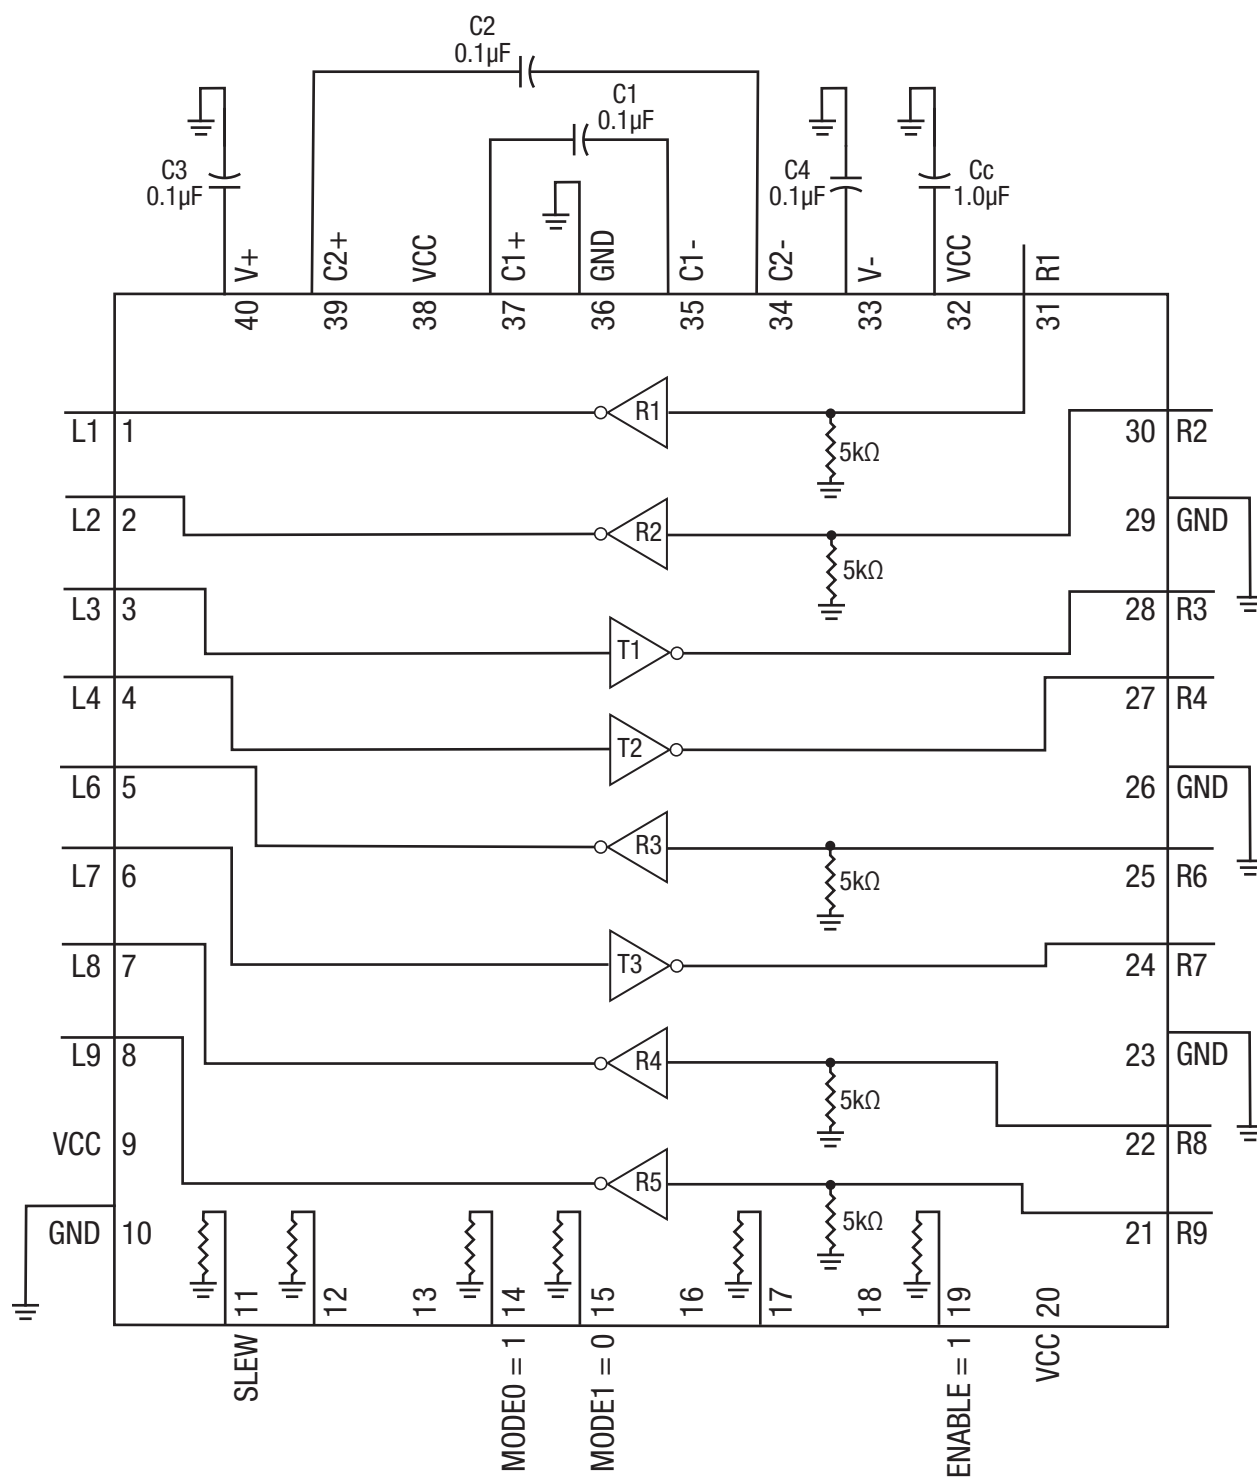 C2
0.1µF
C1
0.1µF
C3
0.1µF
C4
0.1µF
Cc
1.0µF
V+
C2+
VCC
C1+
GND
C1-
C2-
V-
VCC
R1
40
39
38
37
36
35
34
33
32
31
L1 1
R1
5kΩ
30 R2
L2 2
R2
5kΩ
29 GND
L3 3
T1
28 R3
L4 4
T2
27 R4
L6 5
R3
5kΩ
26 GND
L7 6
25 R6
L8 7
T3
24 R7
L9 8
R4
5kΩ
23 GND
VCC 9
22 R8
R5
5kΩ
GND 10
21 R9
11
12
13
14
15
16
17
18
19
20
SLEW
MODE0 = 1
MODE1 = 0
ENABLE = 1
VCC